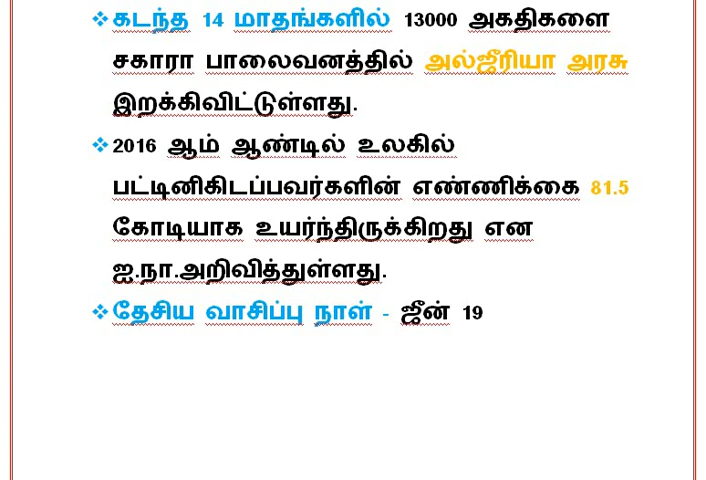 ❖கடந்த 14 மாதங்களில் 13000 அகதிகளை
சகாரா பாலைவனத்தில் அல்ஜீரியா அரசு
இறக்கிவிட்டுள்ளது.
❖2016 ஆம் ஆண்டில் உலகில்
பட்டினிகிடப்பவர்களின் எண்ணிக்கை 81.5
கோடியாக உயர்ந்திருக்கிறது என
ஐ.நா.அறிவித்துள்ளது.
❖தேசிய வாசிப்பு நாள் - ஜீன் 19